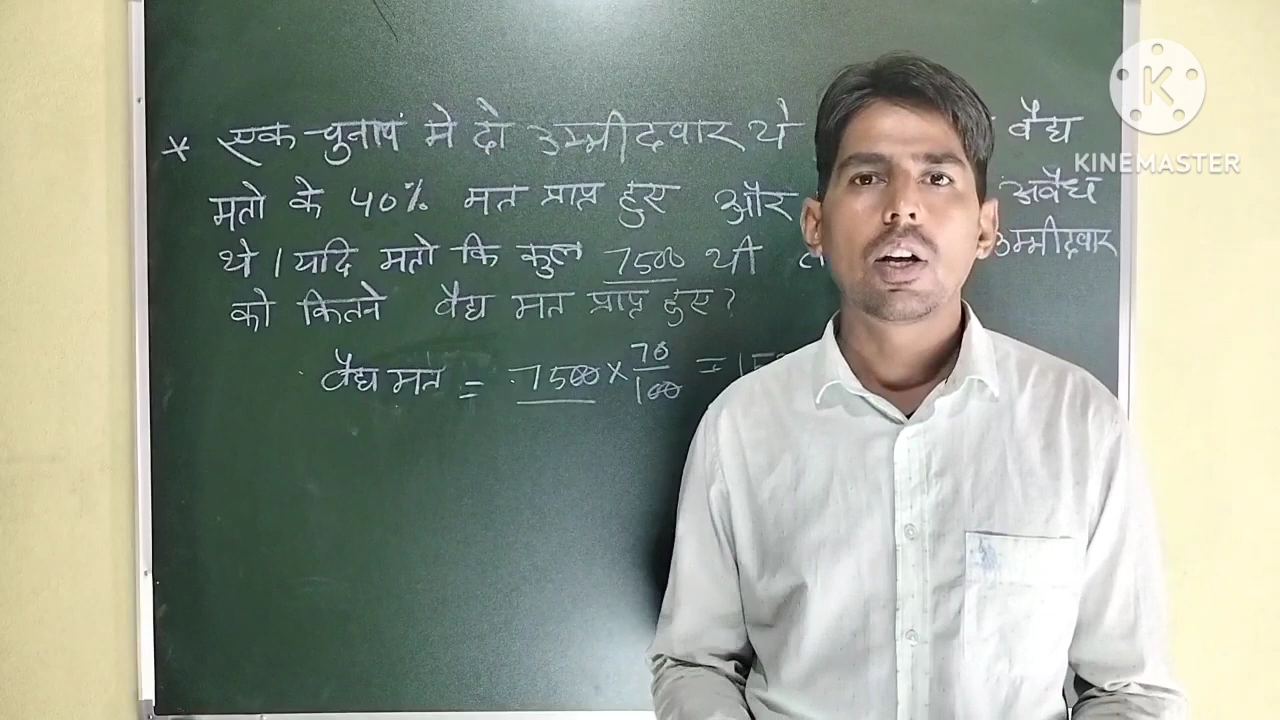 * एक चुनाव मे दो उम्मीदवार थे वैद्य
मतो के 40% मत प्राप्त हुए और अवैध
थे। यदि मतो कि कुल 7500 थी उम्मीदवार
को कितने वैद्य मत प्राप्त हुए?
वैद्य मत = 7500 × 70/100 =
K
KINEMASTER